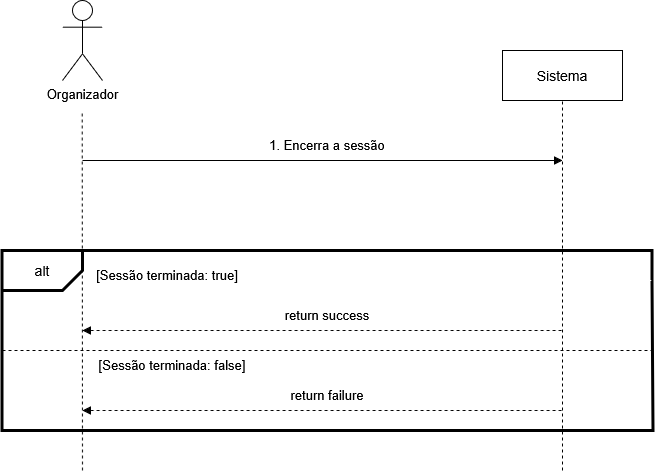 Organizador
Sistema
1. Encerra a sessão
alt
[Sessão terminada: true]
return success
[Sessão terminada: false]
return failure